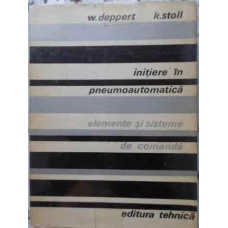 w.deppert k.stoll
inițiere în
pneumoautomatică
elemente și sisteme
de comandă
editura tehnică